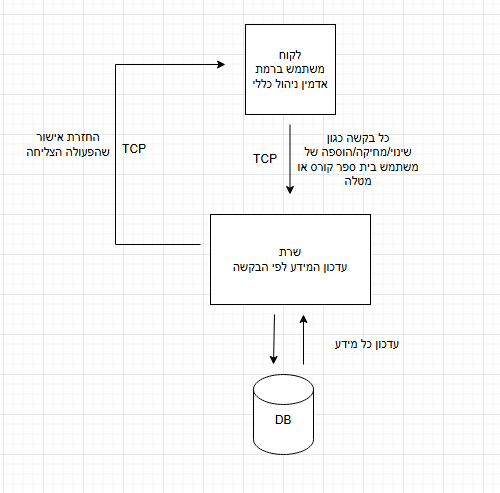 לקוח
משתמש ברמת
אדמין ניהול כללי
כל בקשה כגון
שינוי/מחיקה/הוספה של
משתמש בית ספר קורס או
מטלה
TCP
החזרת אישור
שהפעולה הצליחה
TCP
שרת
עדכון המידע לפי הבקשה
עדכון כל מידע
DB